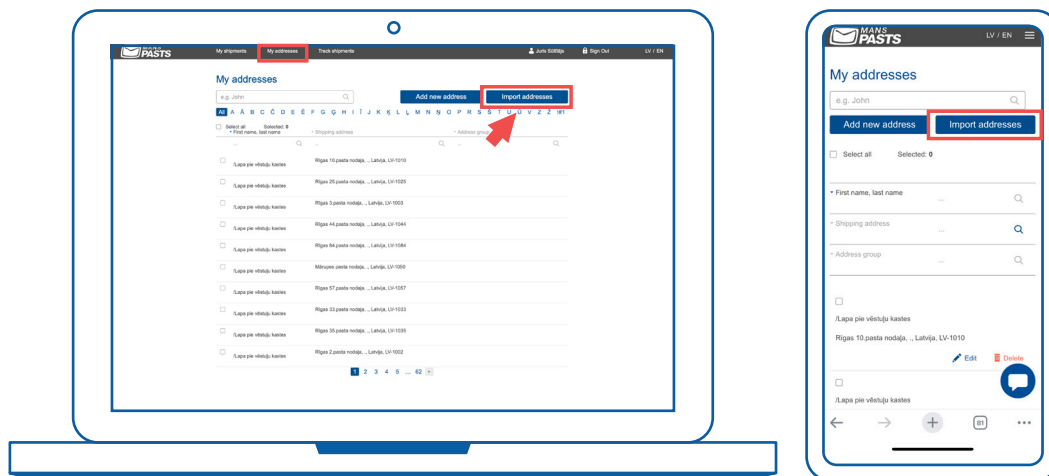 MANS
PASTS
My shipments My addresses Track shipments Juris Sūtītājs Sign Out LV / EN
My addresses
e.g. John
Add new address Import addresses
All A Ā B C Č D E Ē F G Ģ H I Ī J K Ķ L Ļ M N Ņ O P R S Š T U Ū V Z Ž !#1
Select all Selected: 0
First name, last name Shipping address Address group
... ... ...
/Lapa pie vēstuļu kastes Rīgas 10.pasta nodaļa, ., Latvija, LV-1010
/Lapa pie vēstuļu kastes Rīgas 25.pasta nodaļa, ., Latvija, LV-1025
/Lapa pie vēstuļu kastes Rīgas 3.pasta nodaļa, ., Latvija, LV-1003
/Lapa pie vēstuļu kastes Rīgas 44.pasta nodaļa, ., Latvija, LV-1044
/Lapa pie vēstuļu kastes Rīgas 84.pasta nodaļa, ., Latvija, LV-1084
/Lapa pie vēstuļu kastes Mārupes pasta nodaļa, ., Latvija, LV-1050
/Lapa pie vēstuļu kastes Rīgas 57.pasta nodaļa, ., Latvija, LV-1057
/Lapa pie vēstuļu kastes Rīgas 33.pasta nodaļa, ., Latvija, LV-1033
/Lapa pie vēstuļu kastes Rīgas 35.pasta nodaļa, ., Latvija, LV-1035
/Lapa pie vēstuļu kastes Rīgas 2.pasta nodaļa, ., Latvija, LV-1002
1 2 3 4 5 ... 62 »
MANS
PASTS
LV / EN
My addresses
e.g. John
Add new address Import addresses
Select all Selected: 0
First name, last name
...
Shipping address
...
Address group
...
/Lapa pie vēstuļu kastes
Rīgas 10.pasta nodaļa, ., Latvija, LV-1010
Edit Delete
/Lapa pie vēstuļu kastes
81